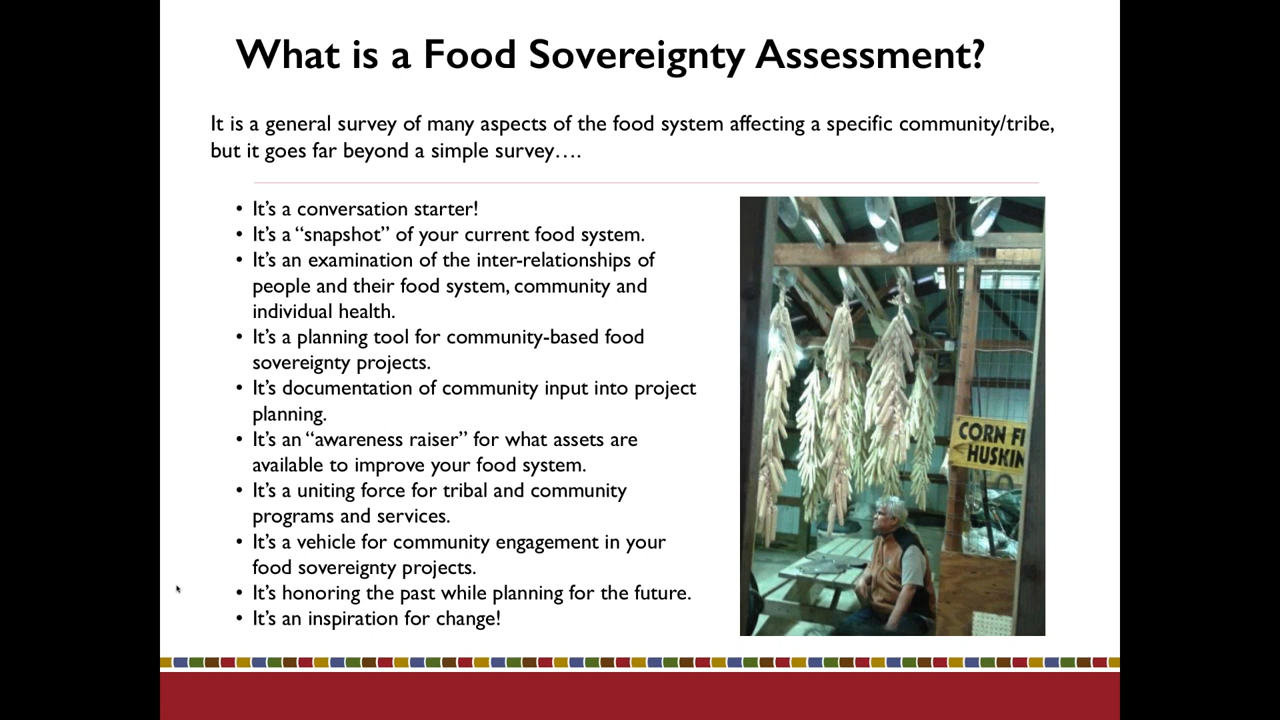 What is a Food Sovereignty Assessment?
It is a general survey of many aspects of the food system affecting a specific community/tribe,
but it goes far beyond a simple survey….
• It’s a conversation starter!
• It’s a “snapshot” of your current food system.
• It’s an examination of the inter-relationships of
people and their food system, community and
individual health.
• It’s a planning tool for community-based food
sovereignty projects.
• It’s documentation of community input into project
planning.
• It’s an “awareness raiser” for what assets are
available to improve your food system.
• It’s a uniting force for tribal and community
programs and services.
• It’s a vehicle for community engagement in your
food sovereignty projects.
• It’s honoring the past while planning for the future.
• It’s an inspiration for change!
CORN